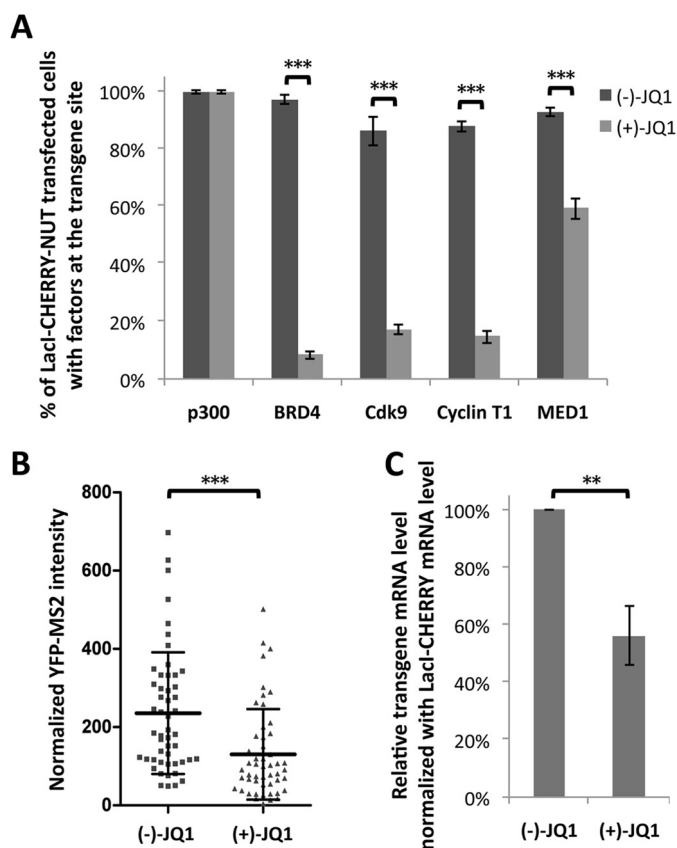 A
% of LacI-CHERRY-NUT transfected cells
with factors at the transgene site
100%
80%
60%
40%
20%
0%
***
***
***
***
(-)-JQ1
(+)-JQ1
p300
BRD4
Cdk9
Cyclin T1
MED1
B
Normalized YFP-MS2 intensity
800
600
400
200
0
***
(-)-JQ1
(+)-JQ1
C
Relative transgene mRNA level
normalized with LacI-CHERRY mRNA level
100%
80%
60%
40%
20%
0%
**
(-)-JQ1
(+)-JQ1